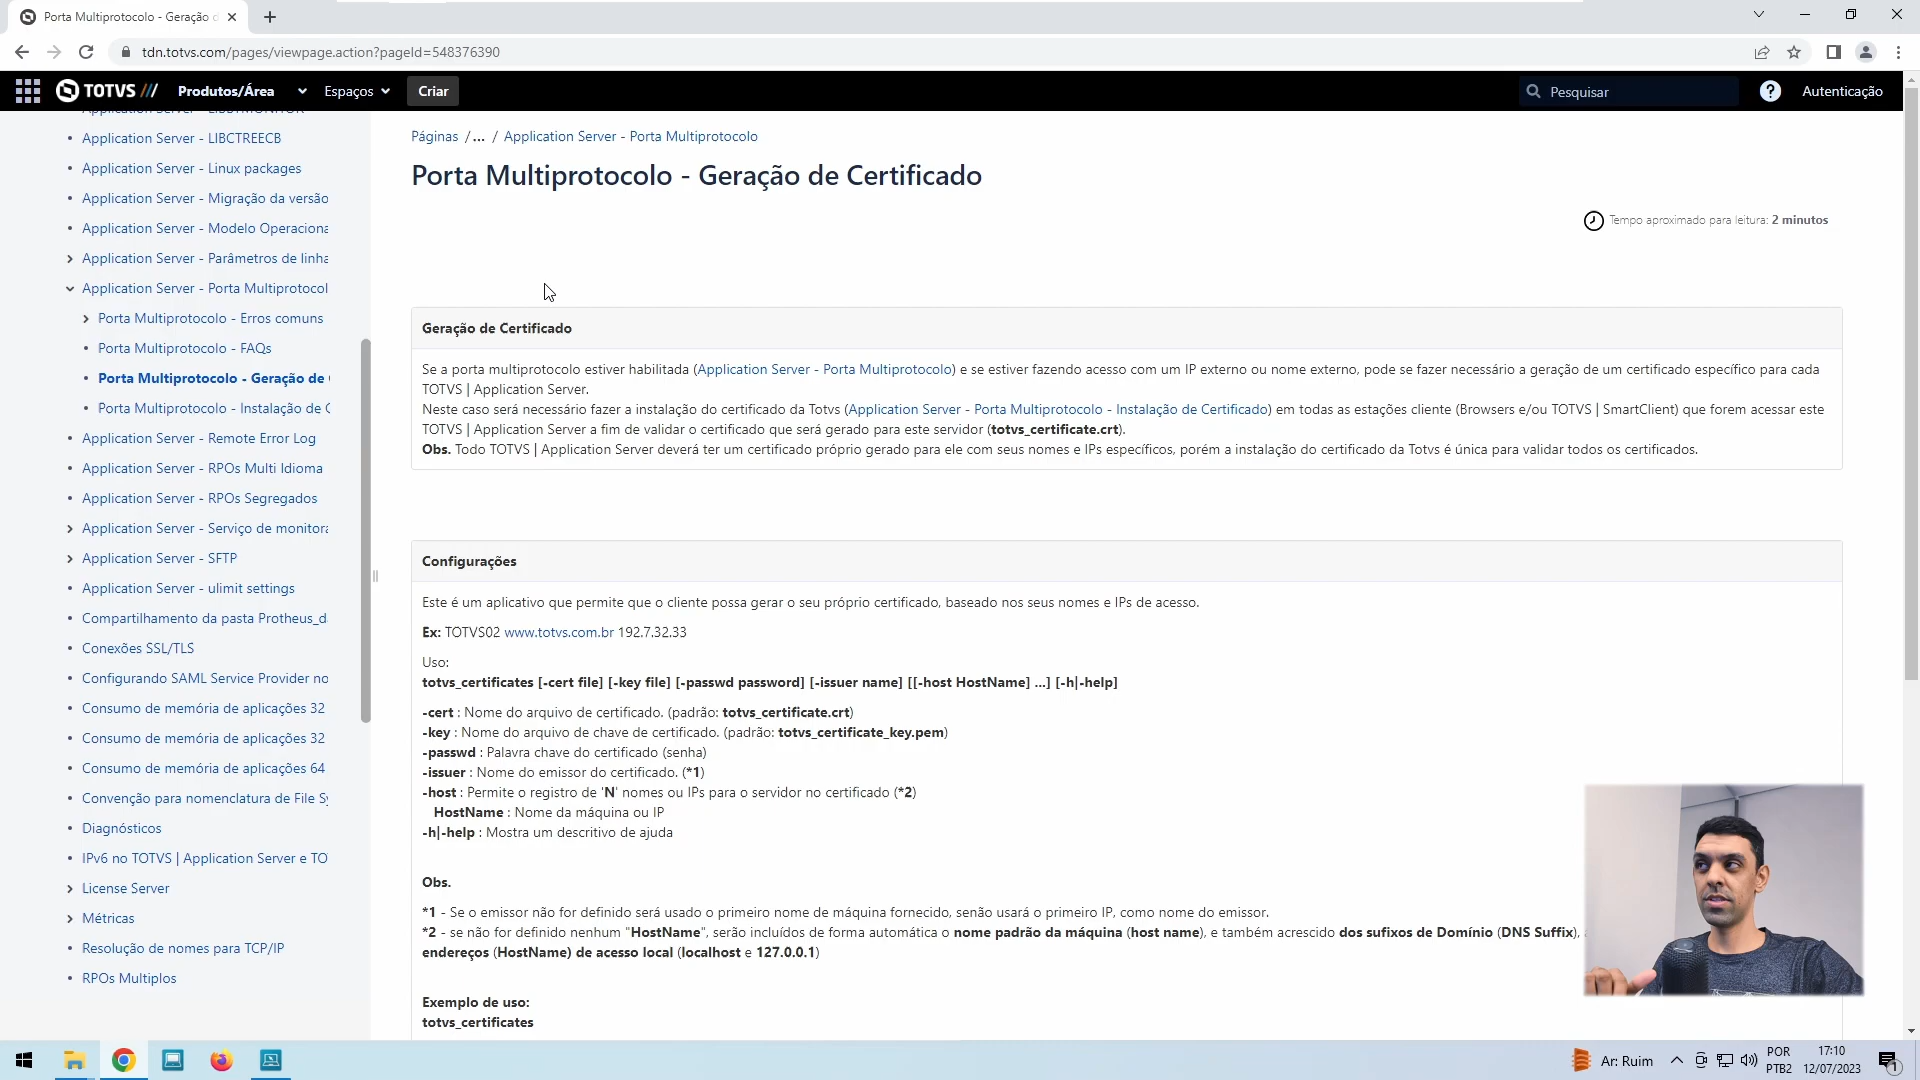 Porta Multiprotocolo - Geração d
tdn.totvs.com/pages/viewpage.action?pageId=548376390
TOTVS
Produtos/Área
Espaços
Criar
Pesquisar
Autenticação
Application Server - LIBCTREECB
Application Server - Linux packages
Application Server - Migração da versão
Application Server - Modelo Operaciona
Application Server - Parâmetros de linha
Application Server - Porta Multiprotocol
Porta Multiprotocolo - Erros comuns
Porta Multiprotocolo - FAQs
Porta Multiprotocolo - Geração de
Porta Multiprotocolo - Instalação de C
Application Server - Remote Error Log
Application Server - RPOs Multi Idioma
Application Server - RPOs Segregados
Application Server - Serviço de monitora
Application Server - SFTP
Application Server - ulimit settings
Compartilhamento da pasta Protheus_d
Conexões SSL/TLS
Configurando SAML Service Provider no
Consumo de memória de aplicações 32
Consumo de memória de aplicações 32
Consumo de memória de aplicações 64
Convenção para nomenclatura de File Sy
Diagnósticos
IPv6 no TOTVS | Application Server e TO
License Server
Métricas
Resolução de nomes para TCP/IP
RPOs Multiplos
Páginas /... / Application Server - Porta Multiprotocolo
Porta Multiprotocolo - Geração de Certificado
Tempo aproximado para leitura: 2 minutos
Geração de Certificado
Se a porta multiprotocolo estiver habilitada (Application Server - Porta Multiprotocolo) e se estiver fazendo acesso com um IP externo ou nome externo, pode se fazer necessário a geração de um certificado específico para cada
TOTVS | Application Server.
Neste caso será necessário fazer a instalação do certificado da Totvs (Application Server - Porta Multiprotocolo - Instalação de Certificado) em todas as estações cliente (Browsers e/ou TOTVS | SmartClient) que forem acessar este
TOTVS | Application Server a fim de validar o certificado que será gerado para este servidor (totvs_certificate.crt).
Obs. Todo TOTVS | Application Server deverá ter um certificado próprio gerado para ele com seus nomes e IPs específicos, porém a instalação do certificado da Totvs é única para validar todos os certificados.
Configurações
Este é um aplicativo que permite que o cliente possa gerar o seu próprio certificado, baseado nos seus nomes e IPs de acesso.
Ex: TOTVS02 www.totvs.com.br 192.7.32.33
Uso:
totvs_certificates [-cert file] [-key file] [-passwd password] [-issuer name] [[-host HostName] ...] [-h|-help]
-cert : Nome do arquivo de certificado. (padrão: totvs_certificate.crt)
-key : Nome do arquivo de chave de certificado. (padrão: totvs_certificate_key.pem)
-passwd : Palavra chave do certificado (senha)
-issuer : Nome do emissor do certificado. (*1)
-host : Permite o registro de 'N' nomes ou IPs para o servidor no certificado (*2)
HostName : Nome da máquina ou IP
-h|-help : Mostra um descritivo de ajuda
Obs.
*1 - Se o emissor não for definido será usado o primeiro nome de máquina fornecido, senão usará o primeiro IP, como nome do emissor.
*2 - se não for definido nenhum "HostName", serão incluídos de forma automática o nome padrão da máquina (host name), e também acrescido dos sufixos de Domínio (DNS Suffix),
endereços (HostName) de acesso local (localhost e 127.0.0.1)
Exemplo de uso:
totvs_certificates
Ar: Ruim
POR
PTB2
17:10
12/07/2023
1